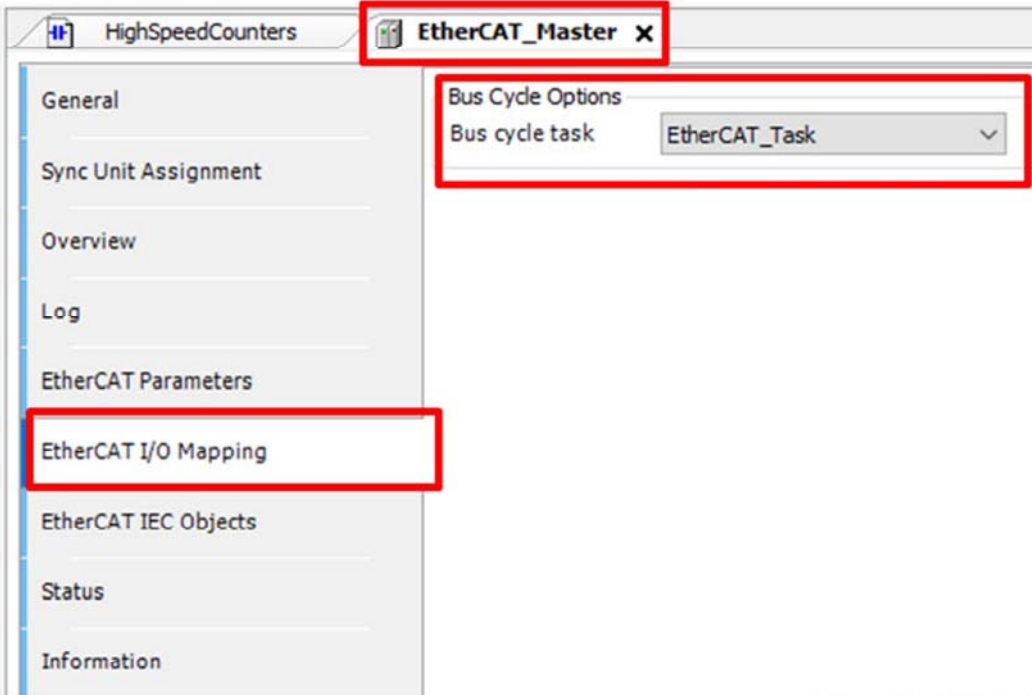 HighSpeedCounters
EtherCAT_Master
General
Sync Unit Assignment
Overview
Log
EtherCAT Parameters
EtherCAT I/O Mapping
EtherCAT IEC Objects
Status
Information
Bus Cycle Options
Bus cycle task EtherCAT_Task